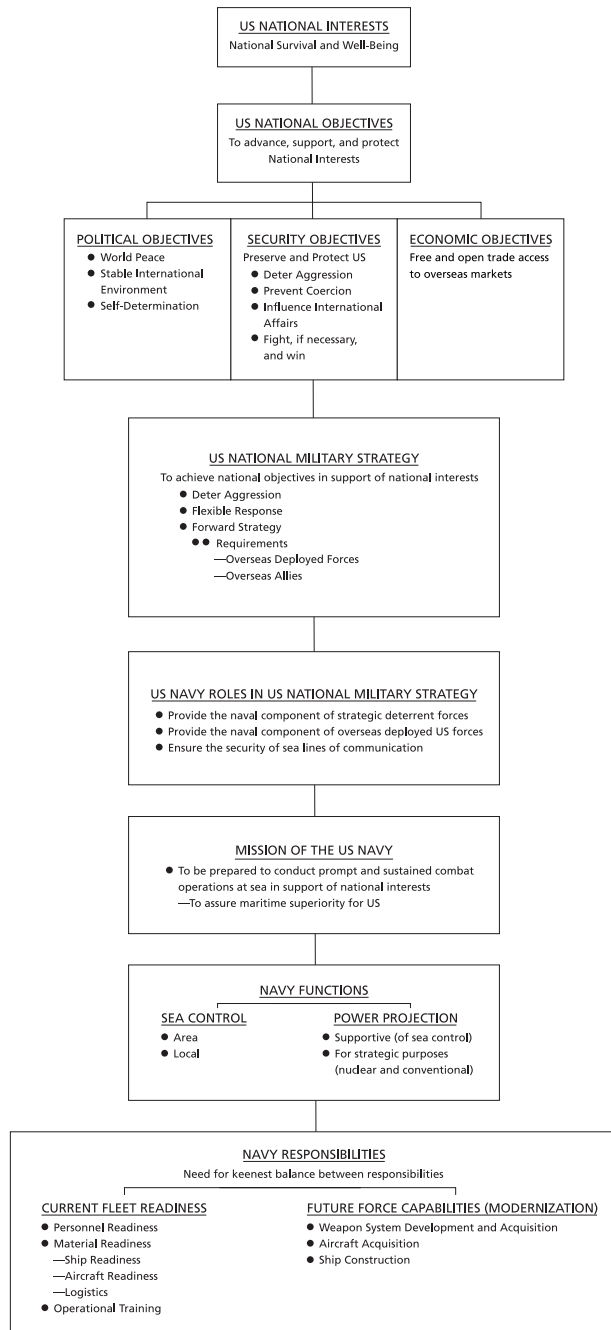 US NATIONAL INTERESTS
National Survival and Well-Being
US NATIONAL OBJECTIVES
To advance, support, and protect
National Interests
POLITICAL OBJECTIVES
● World Peace
● Stable International
Environment
● Self-Determination
SECURITY OBJECTIVES
Preserve and Protect US
● Deter Aggression
● Prevent Coercion
● Influence International
Affairs
● Fight, if necessary,
and win
ECONOMIC OBJECTIVES
Free and open trade access
to overseas markets
US NATIONAL MILITARY STRATEGY
To achieve national objectives in support of national interests
● Deter Aggression
● Flexible Response
● Forward Strategy
●● Requirements
—Overseas Deployed Forces
—Overseas Allies
US NAVY ROLES IN US NATIONAL MILITARY STRATEGY
● Provide the naval component of strategic deterrent forces
● Provide the naval component of overseas deployed US forces
● Ensure the security of sea lines of communication
MISSION OF THE US NAVY
● To be prepared to conduct prompt and sustained combat
operations at sea in support of national interests
—To assure maritime superiority for US
NAVY FUNCTIONS
SEA CONTROL
● Area
● Local
POWER PROJECTION
● Supportive (of sea control)
● For strategic purposes
(nuclear and conventional)
NAVY RESPONSIBILITIES
Need for keenest balance between responsibilities
CURRENT FLEET READINESS
● Personnel Readiness
● Material Readiness
—Ship Readiness
—Aircraft Readiness
—Logistics
● Operational Training
FUTURE FORCE CAPABILITIES (MODERNIZATION)
● Weapon System Development and Acquisition
● Aircraft Acquisition
● Ship Construction